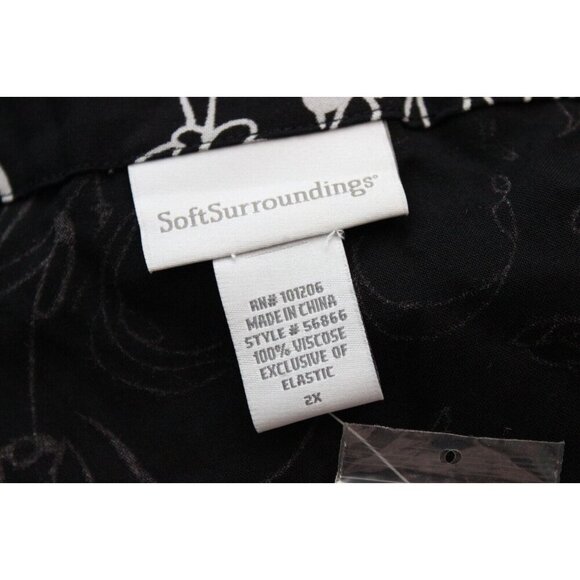 SoftSurroundings®
RN# 101206
MADE IN CHINA
STYLE # 56866
100% VISCOSE
EXCLUSIVE OF
ELASTIC
2X